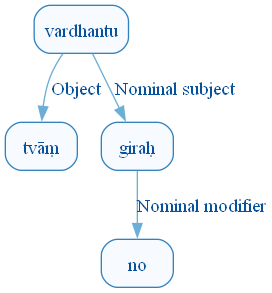 vardhantu
Object Nominal subject
tvāṃ giraḥ
Nominal modifier
no